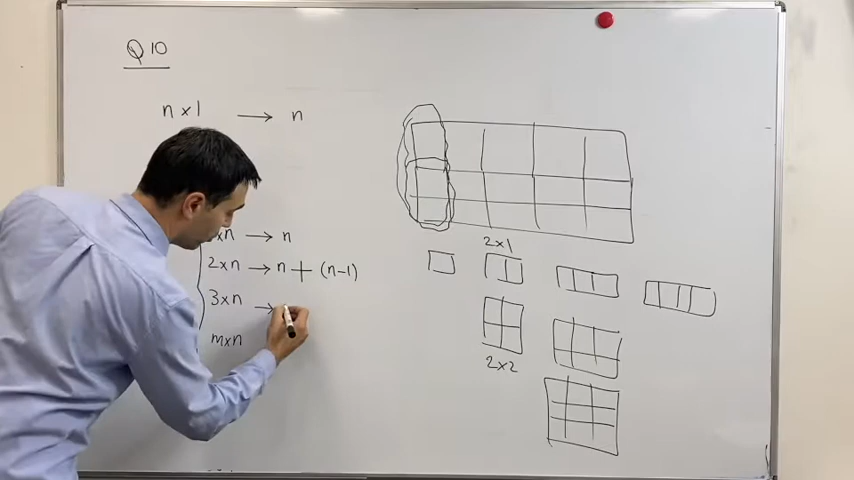 Q10
n x 1 → n
xn → n
2xn → n + (n-1)
3xn →
mxn
2x1
2x2